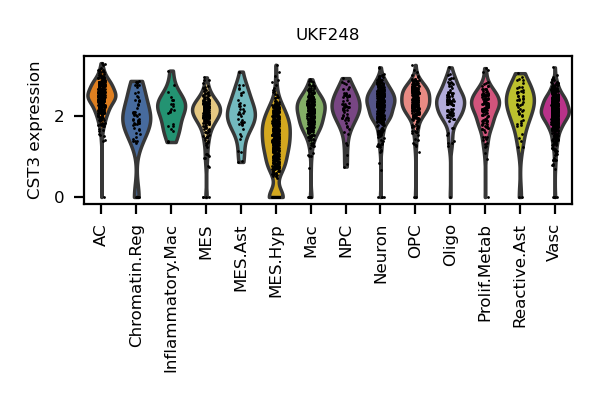 UKF248
CST3 expression
2
0
AC
Chromatin.Reg
Inflammatory.Mac
MES
MES.Ast
MES.Hyp
Mac
NPC
Neuron
OPC
Oligo
Prolif.Metab
Reactive.Ast
Vasc